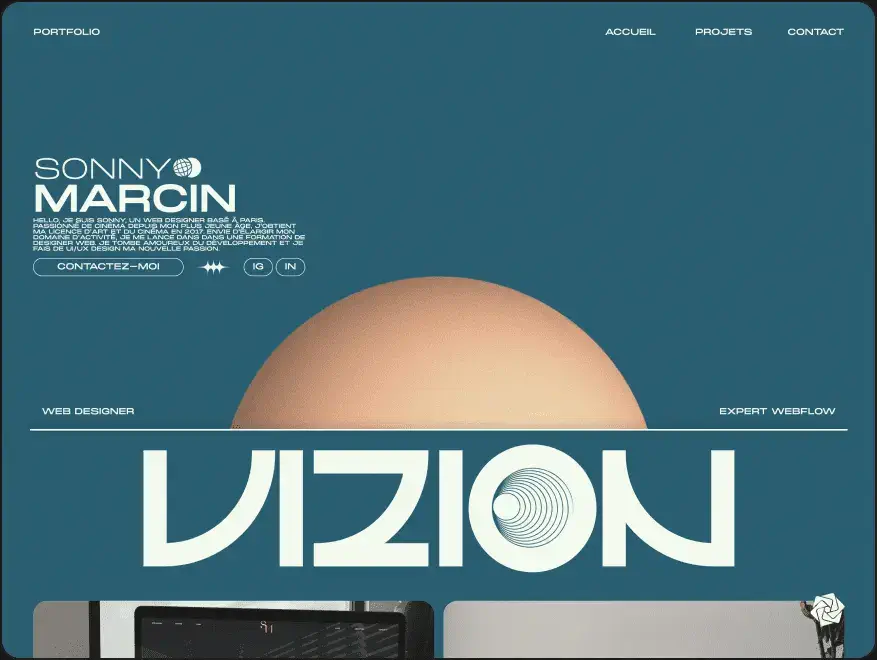 PORTFOLIO
ACCUEIL PROJETS CONTACT
SONNY
MARCIN
HELLO, JE SUIS SONNY, UN WEB DESIGNER BASÉ À PARIS.
PASSIONNÉ DE CINÉMA DEPUIS MON PLUS JEUNE ÂGE. J'OBTIENT
MA LICENCE D'ART ET DU CINÉMA EN 2017. ENVIE D'ÉLARGIR MON
DOMAINE D'ACTIVITÉ, JE ME LANCE DANS DANS UNE FORMATION DE
DESIGNER WEB. JE TOMBE AMOUREUX DU DÉVELOPPEMENT ET JE
FAIS DE UI/UX DESIGN MA NOUVELLE PASSION.
CONTACTEZ—MOI IG IN
WEB DESIGNER EXPERT WEBFLOW
VIZION